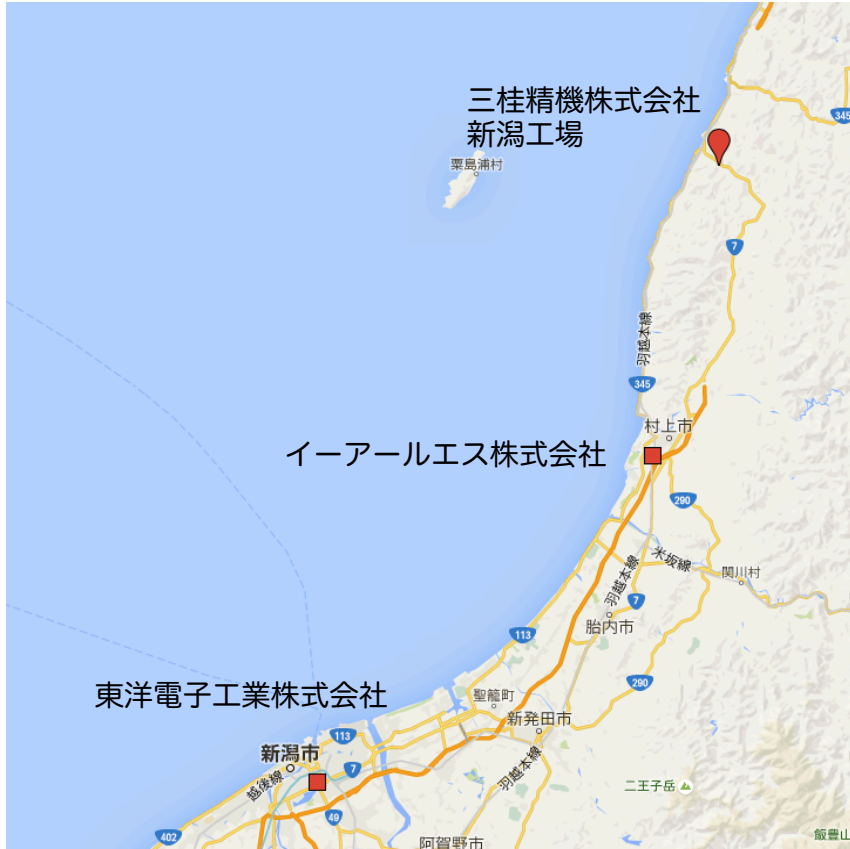 三桂精機株式会社
新潟工場
345
粟島浦村
7
羽越本線
345
村上市
イーアールエス株式会社
290
米坂線
羽越本線
関川村
7
胎内市
113
290
東洋電子工業株式会社
聖籠町
新発田市
113
新潟市
7
越後線
羽越本線
二王子岳
49
402
阿賀野市
飯豊山